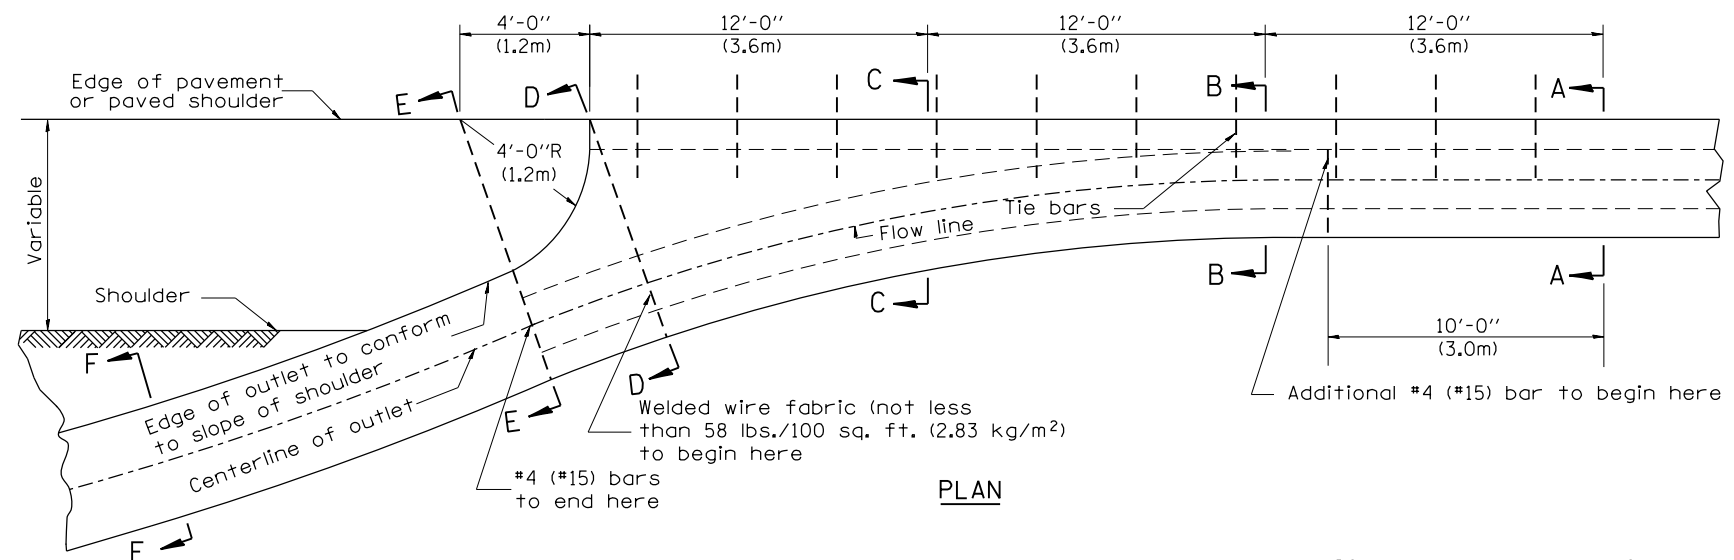 4'-0"
(1.2m)
12'-0"
(3.6m)
12'-0"
(3.6m)
12'-0"
(3.6m)
Edge of pavement
or paved shoulder
E
D
C
B
A
4'-0"R
(1.2m)
Variable
Tie bars
Flow line
Shoulder
B
A
C
10'-0"
(3.0m)
F
D
E
Edge of outlet to conform
to slope of shoulder
Centerline of outlet
Welded wire fabric (not less
than 58 lbs./100 sq. ft. (2.83 kg/m²)
to begin here
Additional #4 (#15) bar to begin here
#4 (#15) bars
to end here
PLAN
F